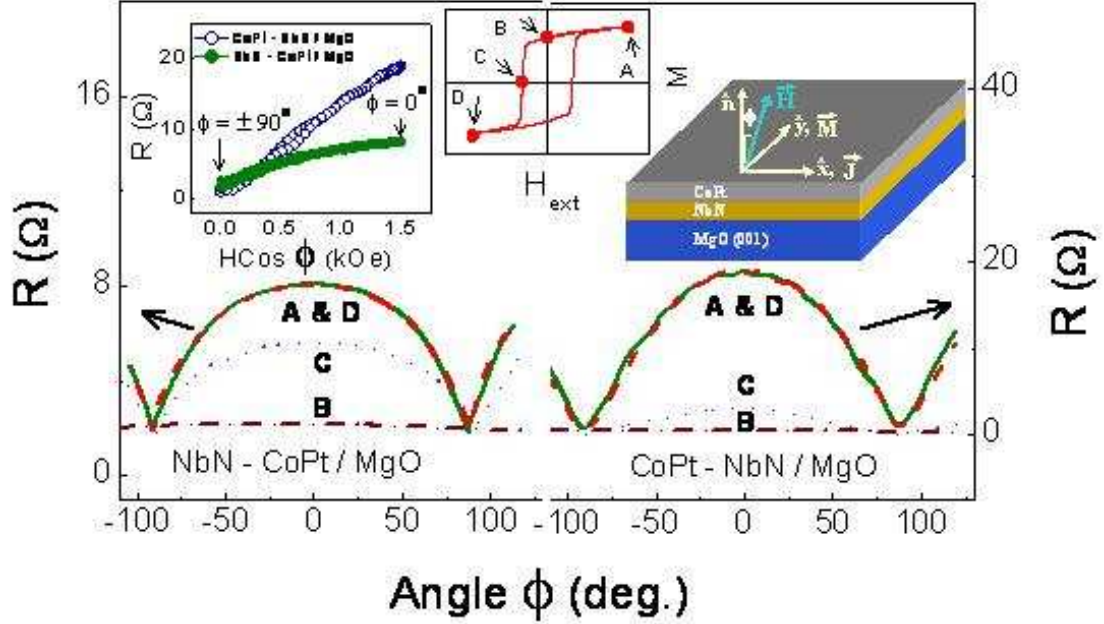 CoPt - NbN / MgO
NbN - CoPt / MgO
R (Ω)
20
10
0
ϕ = ± 90°
ϕ = 0°
0.0 0.5 1.0 1.5
HCos ϕ (kOe)
B
C
D
A
M
H_ext
n̂
H
ϕ
ŷ, M
x̂, J
CoPt
NbN
MgO (001)
R (Ω)
16
8
0
A & D
C
B
NbN - CoPt / MgO
A & D
C
B
CoPt - NbN / MgO
40
20
0
R (Ω)
-100 -50 0 50 100
-100 -50 0 50 100
Angle ϕ (deg.)